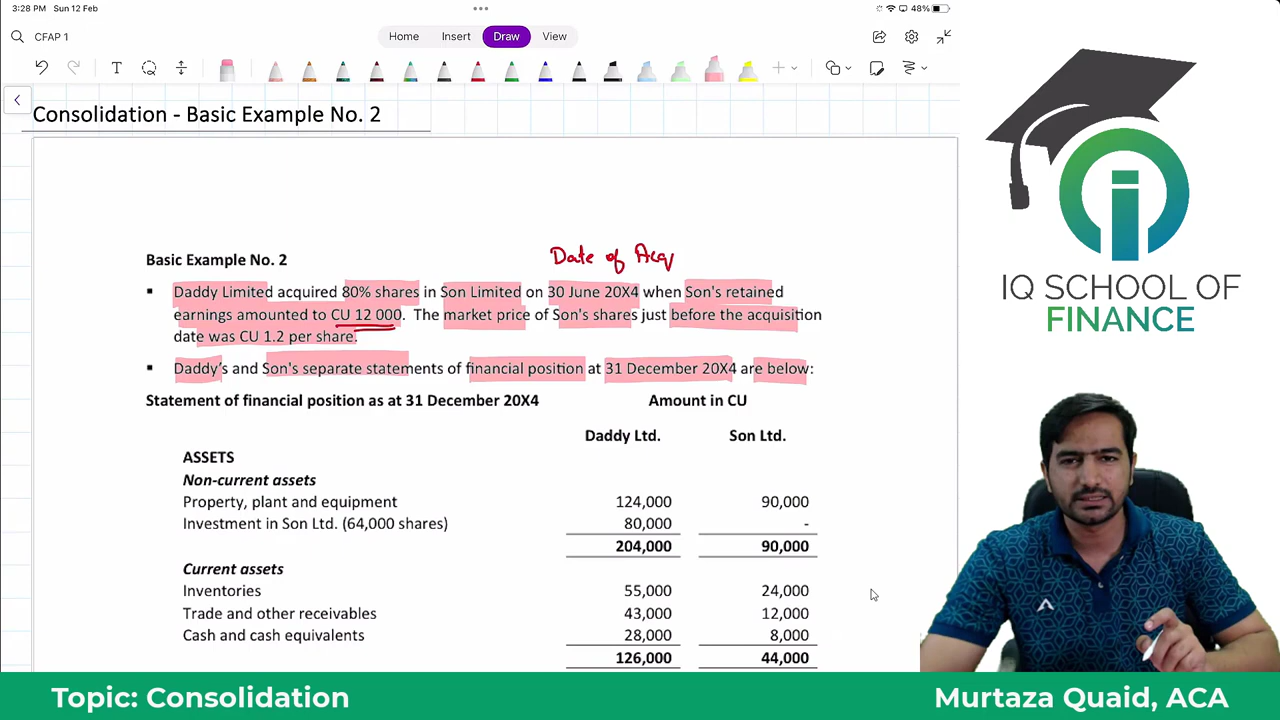 3:28 PM Sun 12 Feb
48%
CFAP 1
Home Insert Draw View
Consolidation - Basic Example No. 2
Date of Acq
Basic Example No. 2
▪ Daddy Limited acquired 80% shares in Son Limited on 30 June 20X4 when Son's retained
earnings amounted to CU 12 000. The market price of Son's shares just before the acquisition
date was CU 1.2 per share.
▪ Daddy's and Son's separate statements of financial position at 31 December 20X4 are below:
Statement of financial position as at 31 December 20X4 Amount in CU
Daddy Ltd. Son Ltd.
ASSETS
Non-current assets
Property, plant and equipment 124,000 90,000
Investment in Son Ltd. (64,000 shares) 80,000 -
204,000 90,000
Current assets
Inventories 55,000 24,000
Trade and other receivables 43,000 12,000
Cash and cash equivalents 28,000 8,000
126,000 44,000
IQ SCHOOL OF
FINANCE
Topic: Consolidation
Murtaza Quaid, ACA